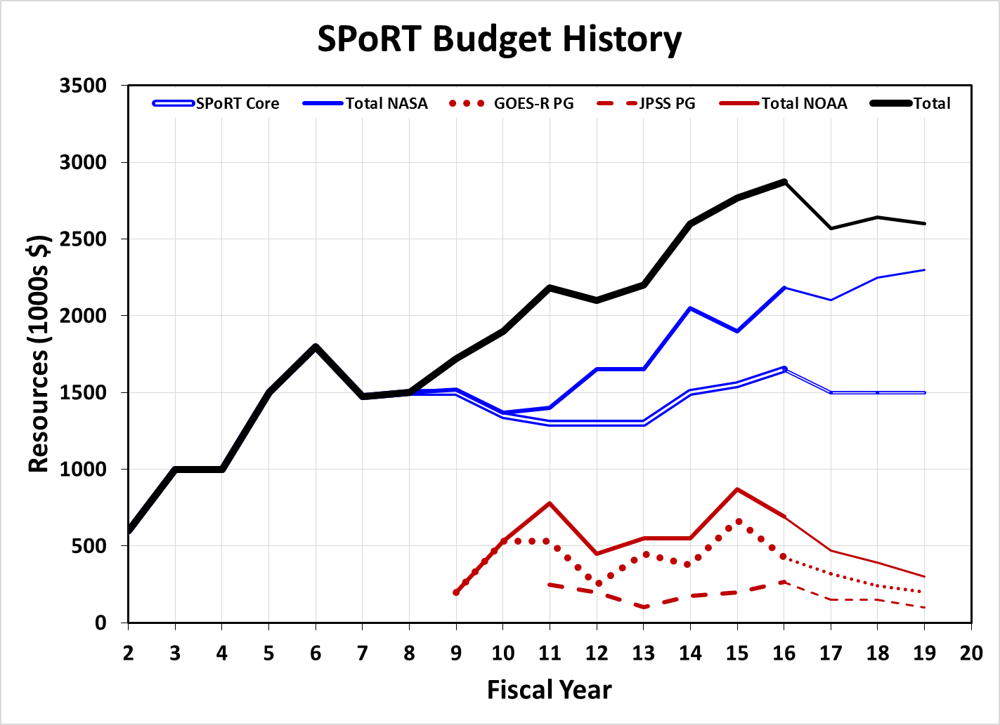 SPoRT Budget History
3500
SPoRT Core Total NASA GOES-R PG JPSS PG Total NOAA Total
3000
2500
2000
1500
1000
500
0
Resources (1000s $)
2 3 4 5 6 7 8 9 10 11 12 13 14 15 16 17 18 19 20
Fiscal Year